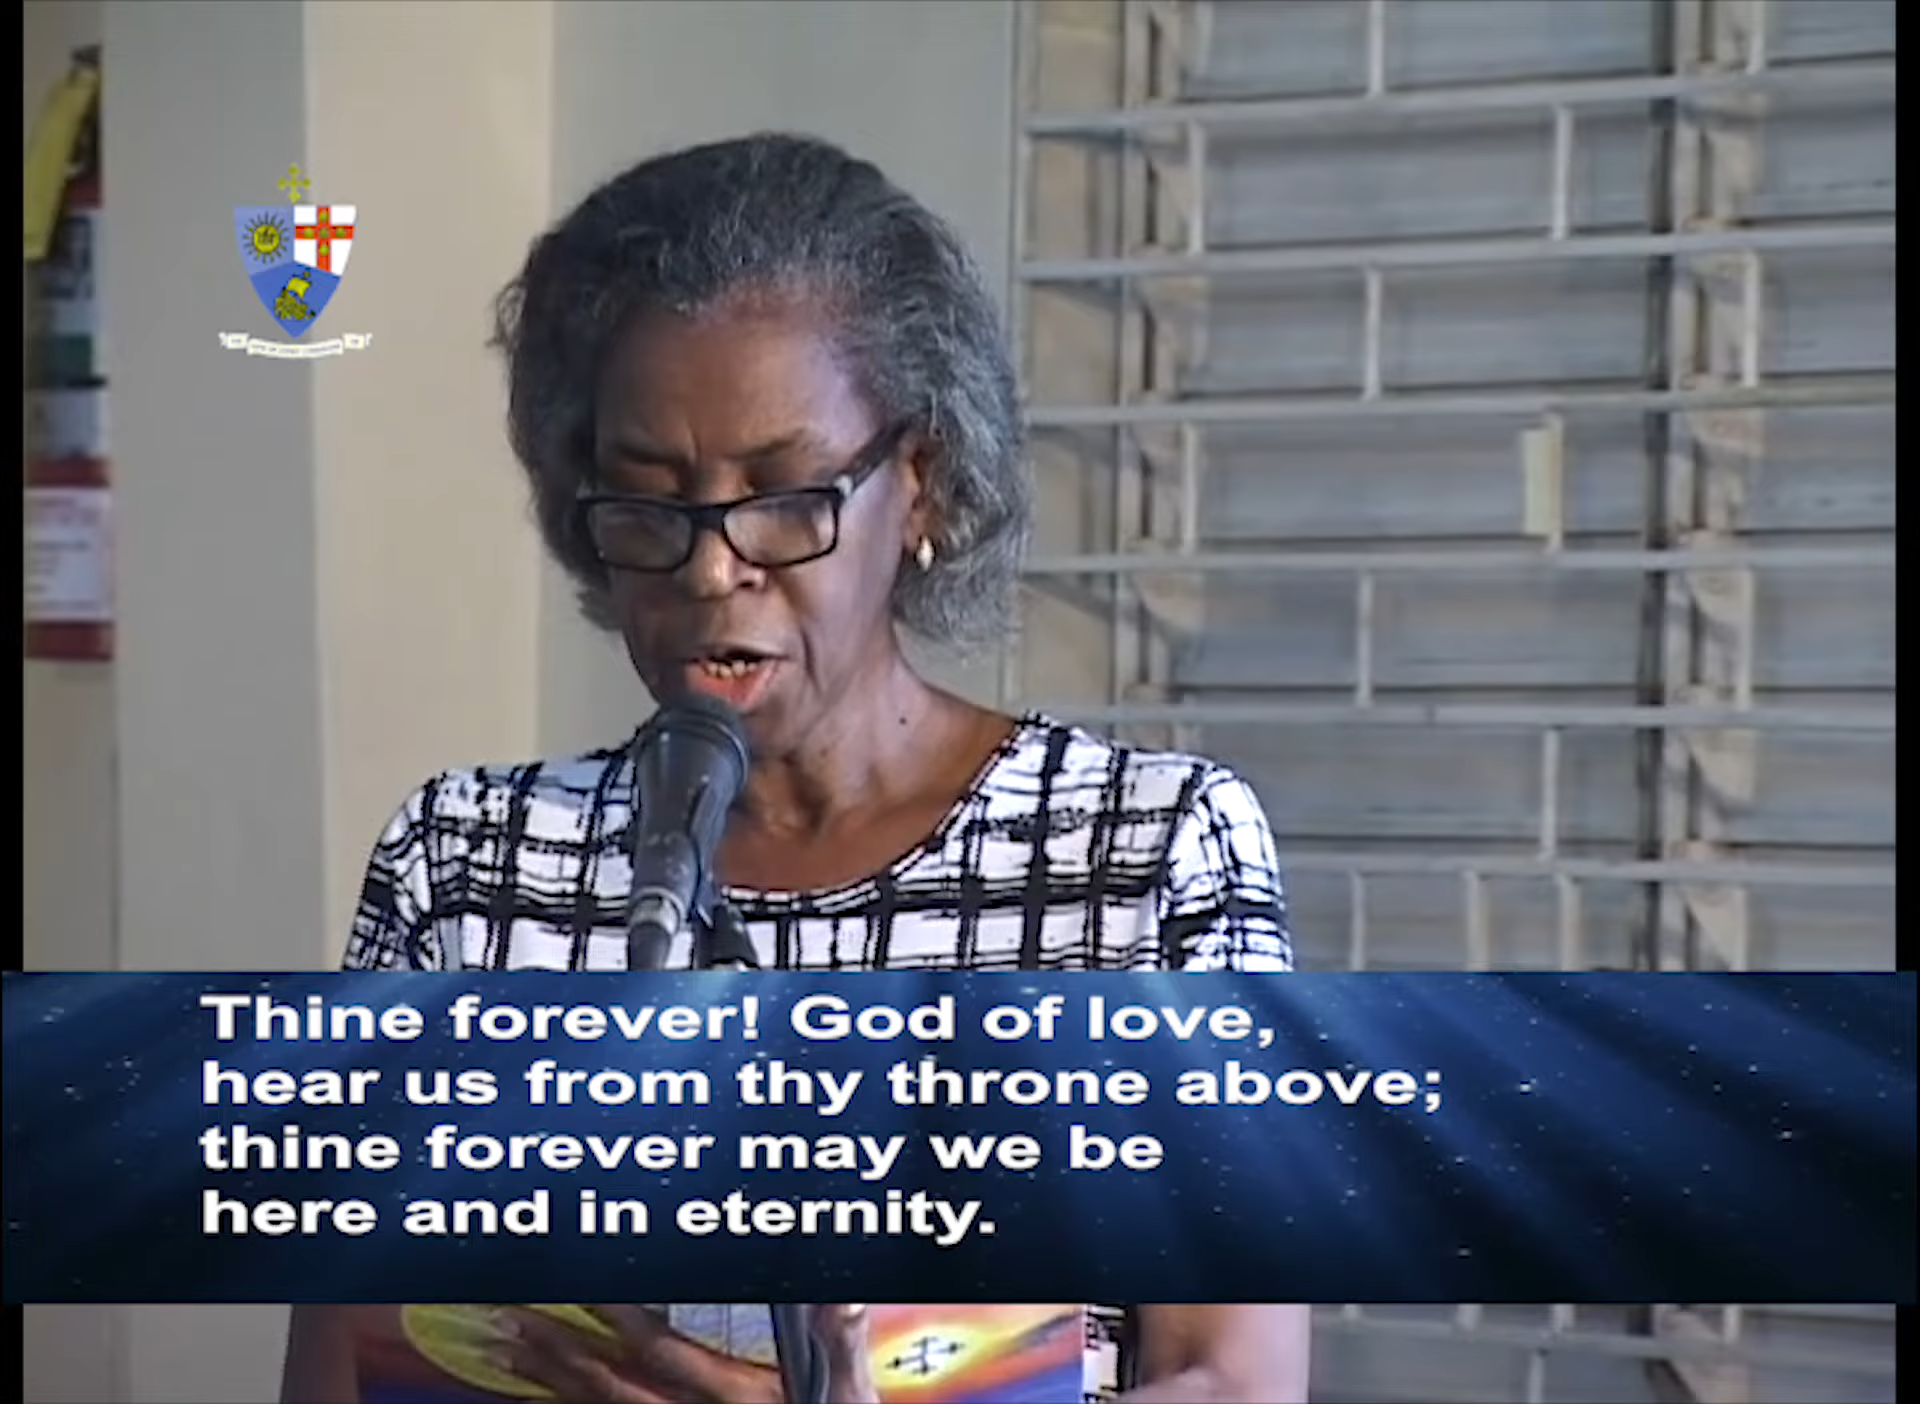 Thine forever! God of love,
hear us from thy throne above;
thine forever may we be
here and in eternity.